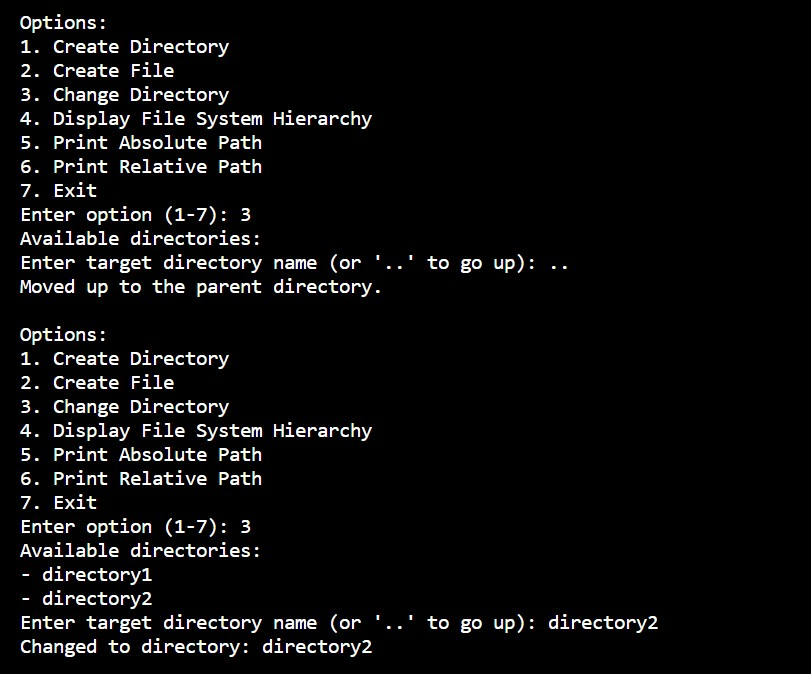 Options:
1. Create Directory
2. Create File
3. Change Directory
4. Display File System Hierarchy
5. Print Absolute Path
6. Print Relative Path
7. Exit
Enter option (1-7): 3
Available directories:
Enter target directory name (or '..' to go up): ..
Moved up to the parent directory.

Options:
1. Create Directory
2. Create File
3. Change Directory
4. Display File System Hierarchy
5. Print Absolute Path
6. Print Relative Path
7. Exit
Enter option (1-7): 3
Available directories:
- directory1
- directory2
Enter target directory name (or '..' to go up): directory2
Changed to directory: directory2